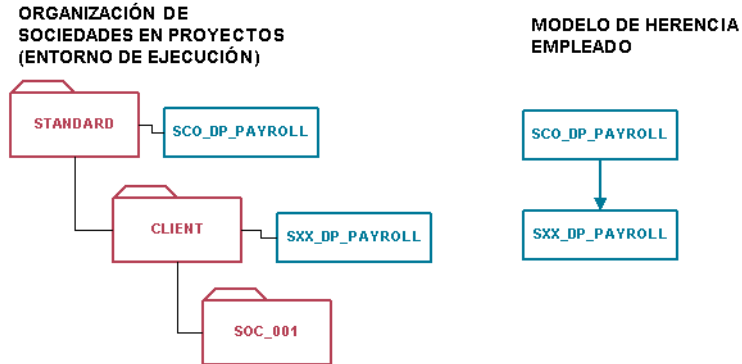 ORGANIZACIÓN DE
SOCIEDADES EN PROYECTOS
(ENTORNO DE EJECUCIÓN)
MODELO DE HERENCIA
EMPLEADO
STANDARD
SCO_DP_PAYROLL
SCO_DP_PAYROLL
CLIENT
SXX_DP_PAYROLL
SXX_DP_PAYROLL
SOC_001